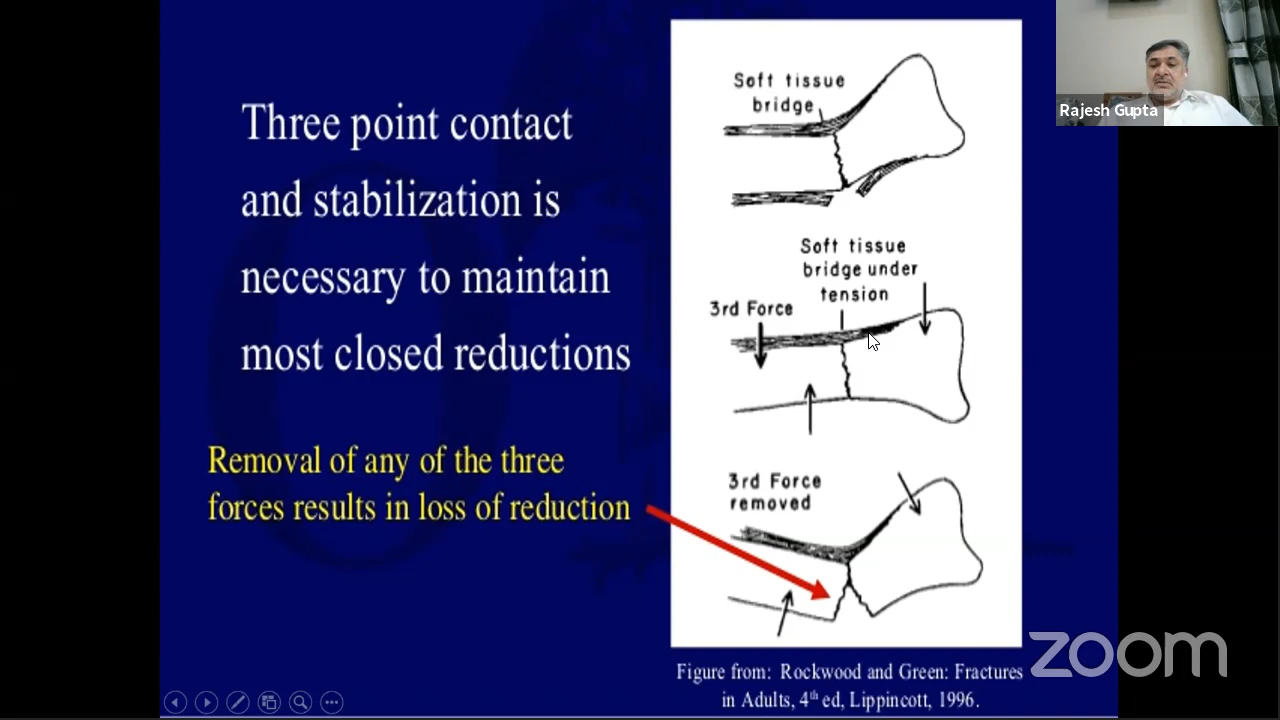 Three point contact
and stabilization is
necessary to maintain
most closed reductions
Removal of any of the three
forces results in loss of reduction
Soft tissue
bridge
Soft tissue
bridge under
tension
3rd Force
3rd Force
removed
Figure from: Rockwood and Green: Fractures
in Adults, 4th ed, Lippincott, 1996.
Rajesh Gupta
zoom